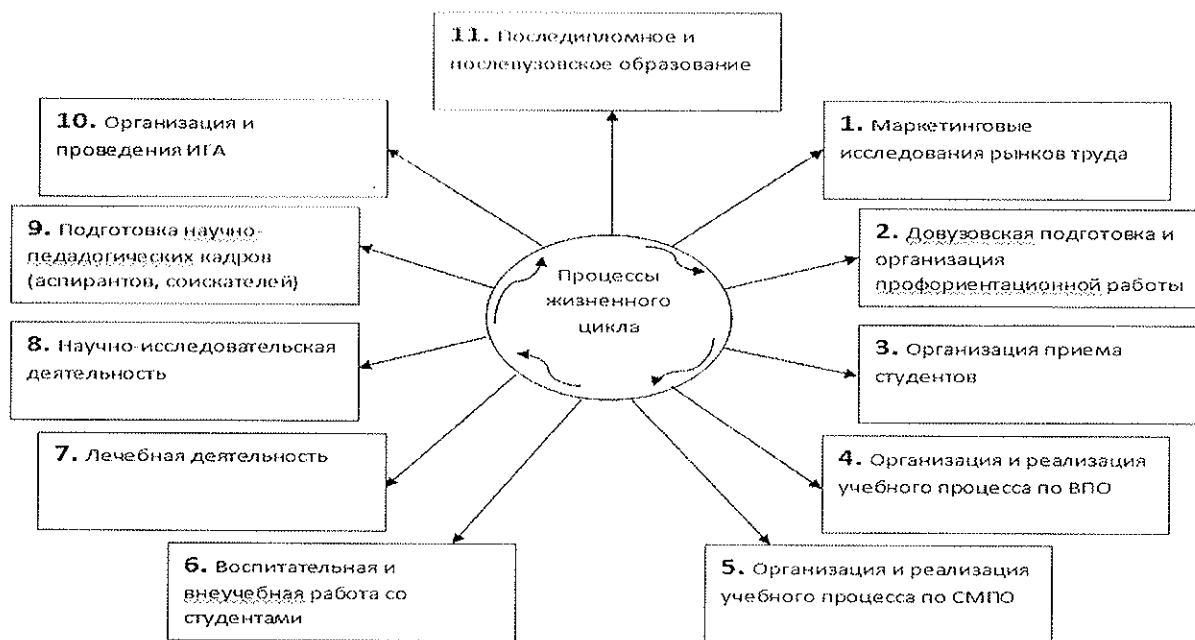 11. Последипломное и
послевузовское образование
10. Организация и
проведения ИГА
1. Маркетинговые
исследования рынков труда
9. Подготовка научно-
педагогических кадров
(аспирантов, соискателей)
Процессы
жизненного
цикла
2. Довузовская подготовка и
организация
профориентационной работы
8. Научно-исследовательская
деятельность
3. Организация приема
студентов
7. Лечебная деятельность
4. Организация и реализация
учебного процесса по ВПО
6. Воспитательная и
внеучебная работа со
студентами
5. Организация и реализация
учебного процесса по СМПО